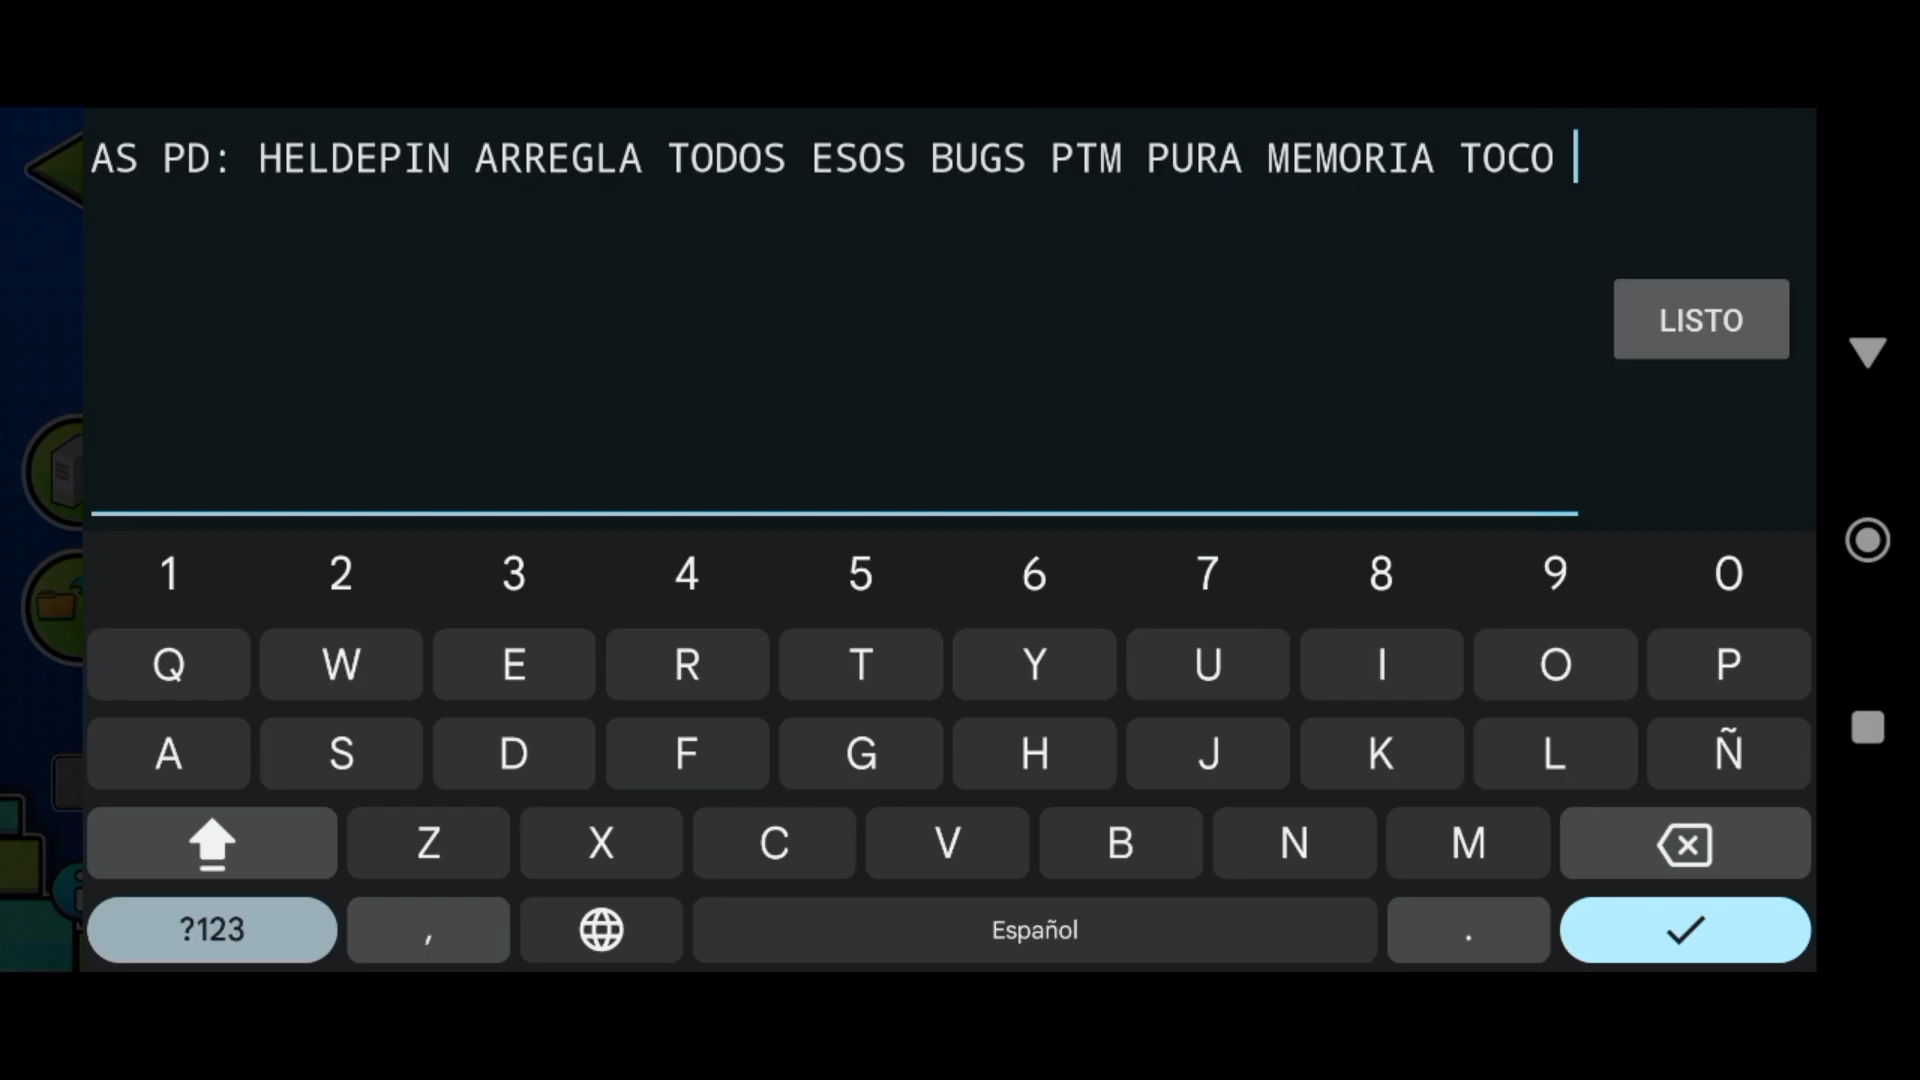 AS PD: HELDEPIN ARREGLA TODOS ESOS BUGS PTM PURA MEMORIA TOCO
LISTO
1 2 3 4 5 6 7 8 9 0
Q W E R T Y U I O P
A S D F G H J K L Ñ
Z X C V B N M
?123 , Español .